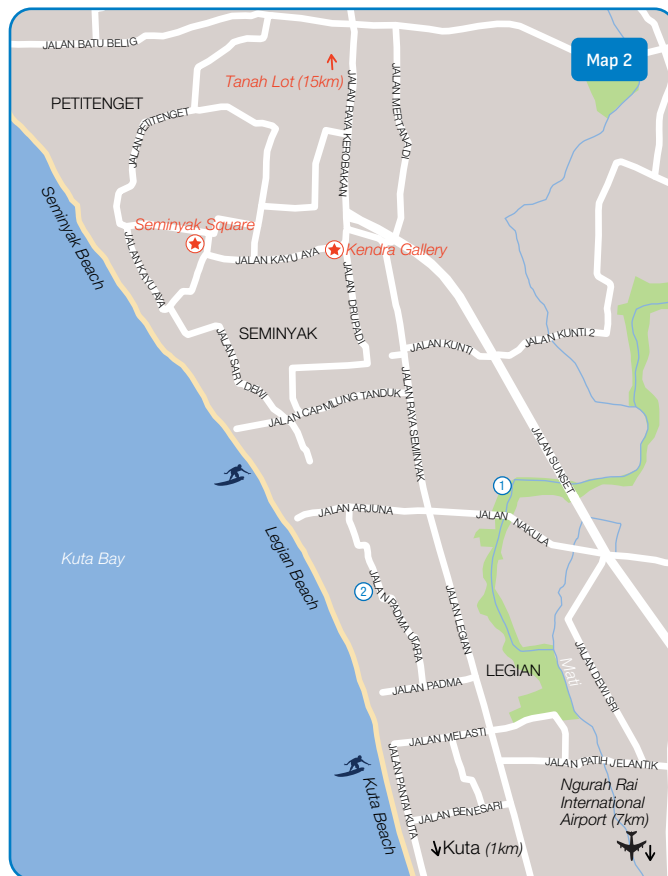 Map 2
JALAN BATU BELIG
Tanah Lot (15km)
PETITENGET
JALAN PETITENGET
JALAN RAYA KEROBAKAN
JALAN MERTANADI
Seminyak Beach
Seminyak Square
Kendra Gallery
JALAN KAYU AYA
JALAN KAYU AYA
JALAN DRUPADI
SEMINYAK
JALAN KUNTI
JALAN KUNTI 2
JALAN SARI DEWI
JALAN CAPMLUNG TANDUK
JALAN RAYA SEMINYAK
JALAN SUNSET
1
JALAN ARJUNA
JALAN NAKULA
Kuta Bay
Legian Beach
2
JALAN PADMA UTARA
JALAN LEGIAN
LEGIAN
Mati
JALAN DEWI SRI
JALAN PADMA
JALAN MELASTI
JALAN PATIH JELANTIK
Kuta Beach
JALAN PANTAI KUTA
JALAN BENESARI
Ngurah Rai
International
Airport (7km)
Kuta (1km)